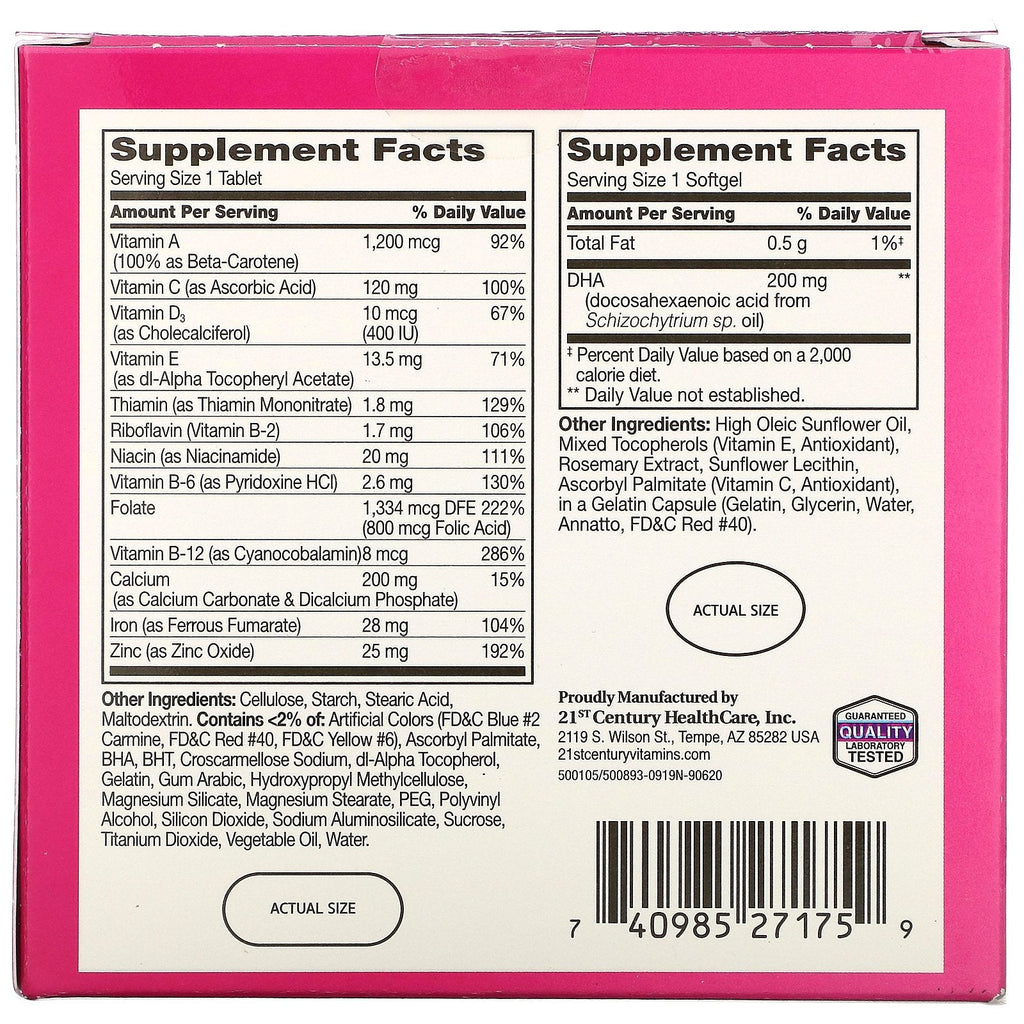 Supplement Facts
Serving Size 1 Tablet
Amount Per Serving % Daily Value
Vitamin A 1,200 mcg 92%
(100% as Beta-Carotene)
Vitamin C (as Ascorbic Acid) 120 mg 100%
Vitamin D3 10 mcg 67%
(as Cholecalciferol) (400 IU)
Vitamin E 13.5 mg 71%
(as dl-Alpha Tocopheryl Acetate)
Thiamin (as Thiamin Mononitrate) 1.8 mg 129%
Riboflavin (Vitamin B-2) 1.7 mg 106%
Niacin (as Niacinamide) 20 mg 111%
Vitamin B-6 (as Pyridoxine HCl) 2.6 mg 130%
Folate 1,334 mcg DFE 222%
(800 mcg Folic Acid)
Vitamin B-12 (as Cyanocobalamin) 8 mcg 286%
Calcium 200 mg 15%
(as Calcium Carbonate & Dicalcium Phosphate)
Iron (as Ferrous Fumarate) 28 mg 104%
Zinc (as Zinc Oxide) 25 mg 192%
Other Ingredients: Cellulose, Starch, Stearic Acid,
Maltodextrin. Contains <2% of: Artificial Colors (FD&C Blue #2
Carmine, FD&C Red #40, FD&C Yellow #6), Ascorbyl Palmitate,
BHA, BHT, Croscarmellose Sodium, dl-Alpha Tocopherol,
Gelatin, Gum Arabic, Hydroxypropyl Methylcellulose,
Magnesium Silicate, Magnesium Stearate, PEG, Polyvinyl
Alcohol, Silicon Dioxide, Sodium Aluminosilicate, Sucrose,
Titanium Dioxide, Vegetable Oil, Water.
ACTUAL SIZE
Supplement Facts
Serving Size 1 Softgel
Amount Per Serving % Daily Value
Total Fat 0.5 g 1%‡
DHA 200 mg **
(docosahexaenoic acid from
Schizochytrium sp. oil)
‡ Percent Daily Value based on a 2,000
calorie diet.
** Daily Value not established.
Other Ingredients: High Oleic Sunflower Oil,
Mixed Tocopherols (Vitamin E, Antioxidant),
Rosemary Extract, Sunflower Lecithin,
Ascorbyl Palmitate (Vitamin C, Antioxidant),
in a Gelatin Capsule (Gelatin, Glycerin, Water,
Annatto, FD&C Red #40).
ACTUAL SIZE
Proudly Manufactured by
21ST Century HealthCare, Inc.
2119 S. Wilson St., Tempe, AZ 85282 USA
21stcenturyvitamins.com
500105/500893-0919N-90620
GUARANTEED
QUALITY
LABORATORY
TESTED
7 40985 27175 9